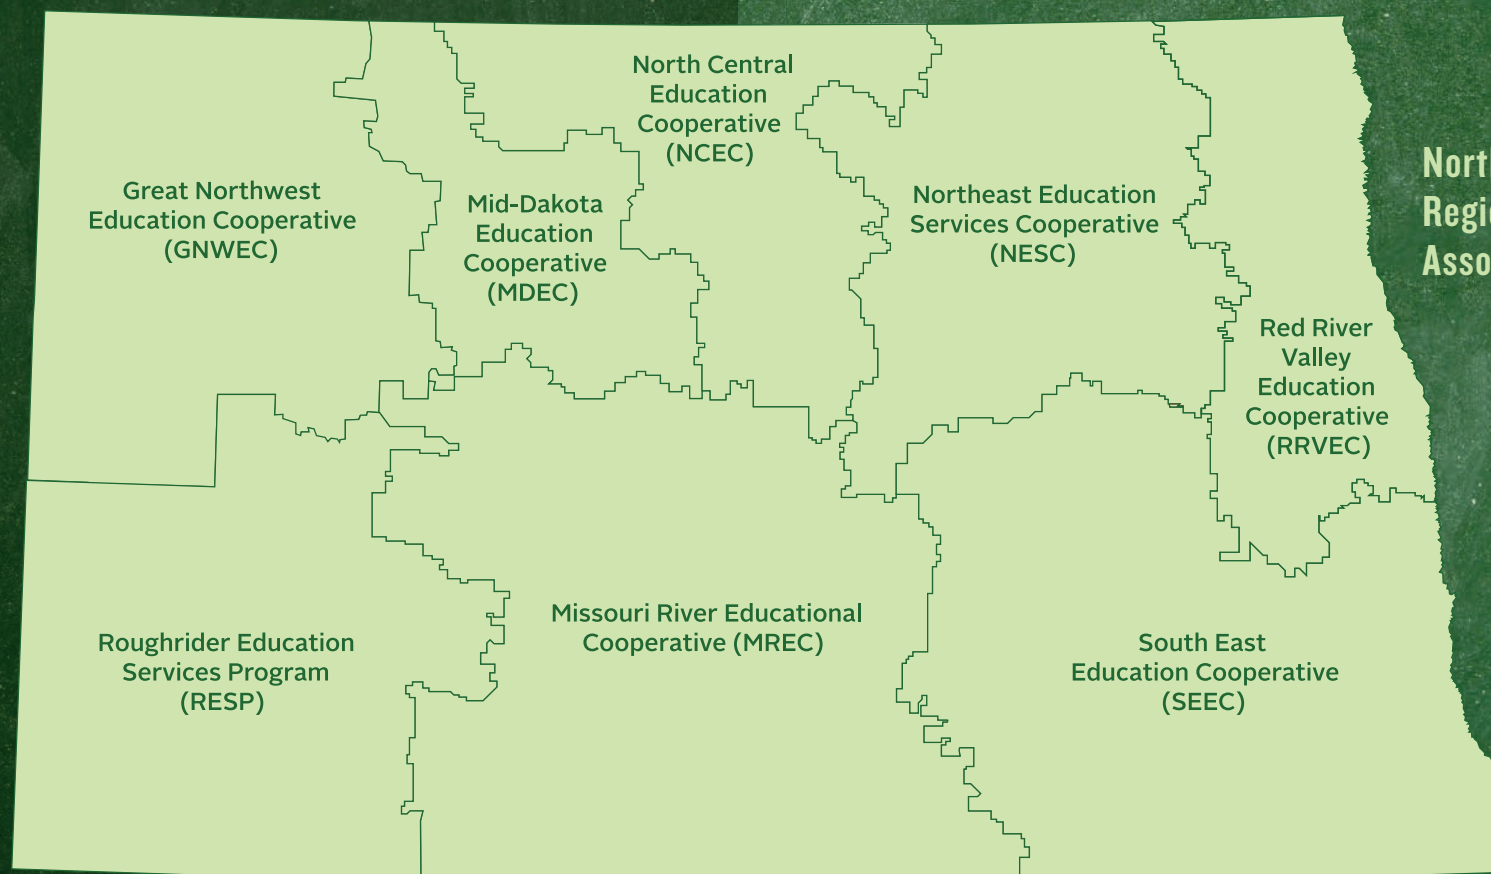 North Central
Education
Cooperative
(NCEC)
Great Northwest
Education Cooperative
(GNWEC)
Mid-Dakota
Education
Cooperative
(MDEC)
Northeast Education
Services Cooperative
(NESC)
Red River
Valley
Education
Cooperative
(RRVEC)
Roughrider Education
Services Program
(RESP)
Missouri River Educational
Cooperative (MREC)
South East
Education Cooperative
(SEEC)